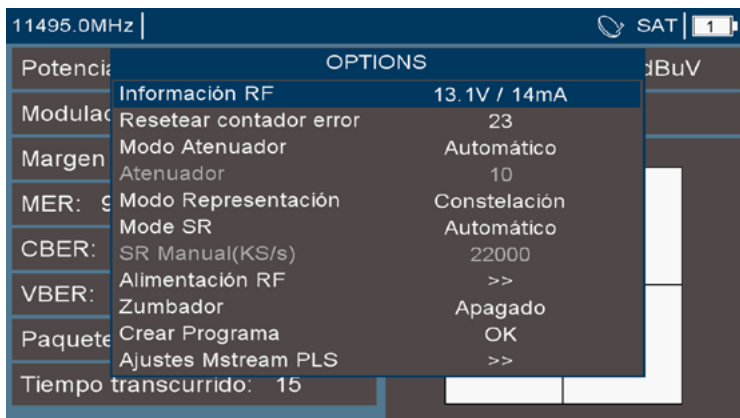 11495.0MHz SAT 1
OPTIONS
Información RF 13.1V / 14mA
Resetear contador error 23
Modo Atenuador Automático
Atenuador 10
Modo Representación Constelación
Mode SR Automático
SR Manual(KS/s) 22000
Alimentación RF >>
Zumbador Apagado
Crear Programa OK
Ajustes Mstream PLS >>
Potencia dBuV
Modulac
Margen
MER: 9
CBER:
VBER:
Paquete
Tiempo transcurrido: 15